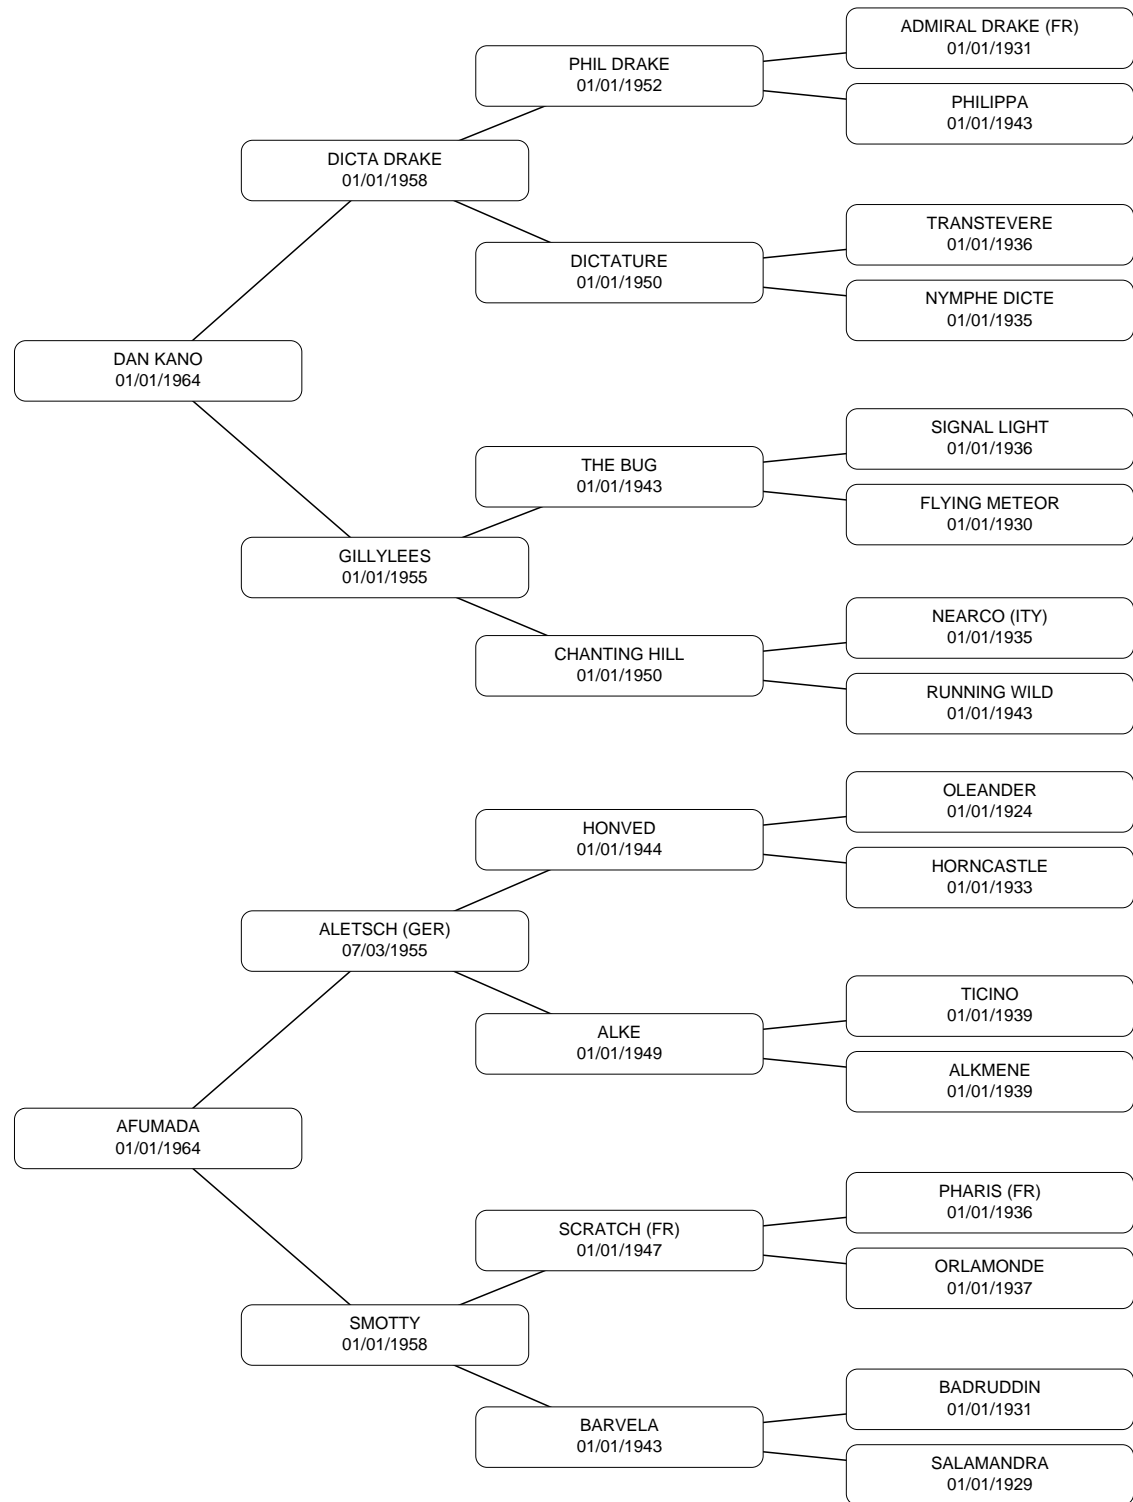 ADMIRAL DRAKE (FR)
01/01/1931
PHIL DRAKE
01/01/1952
PHILIPPA
01/01/1943
DICTA DRAKE
01/01/1958
TRANSTEVERE
01/01/1936
DICTATURE
01/01/1950
NYMPHE DICTE
01/01/1935
DAN KANO
01/01/1964
SIGNAL LIGHT
01/01/1936
THE BUG
01/01/1943
FLYING METEOR
01/01/1930
GILLYLEES
01/01/1955
NEARCO (ITY)
01/01/1935
CHANTING HILL
01/01/1950
RUNNING WILD
01/01/1943
OLEANDER
01/01/1924
HONVED
01/01/1944
HORNCASTLE
01/01/1933
ALETSCH (GER)
07/03/1955
TICINO
01/01/1939
ALKE
01/01/1949
ALKMENE
01/01/1939
AFUMADA
01/01/1964
PHARIS (FR)
01/01/1936
SCRATCH (FR)
01/01/1947
ORLAMONDE
01/01/1937
SMOTTY
01/01/1958
BADRUDDIN
01/01/1931
BARVELA
01/01/1943
SALAMANDRA
01/01/1929